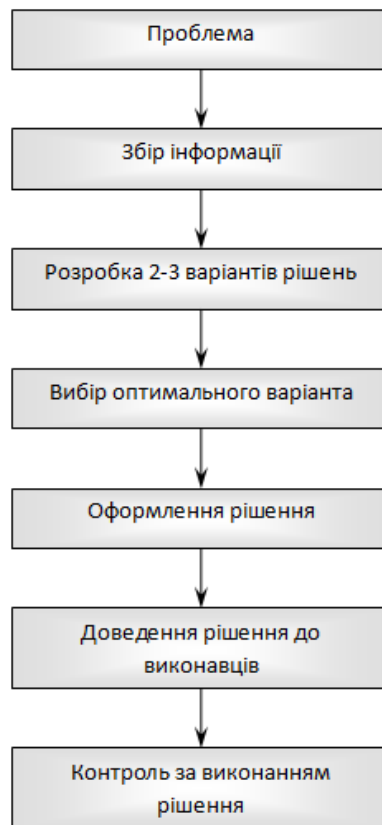 Проблема
Збір інформації
Розробка 2-3 варіантів рішень
Вибір оптимального варіанта
Оформлення рішення
Доведення рішення до
виконавців
Контроль за виконанням
рішення